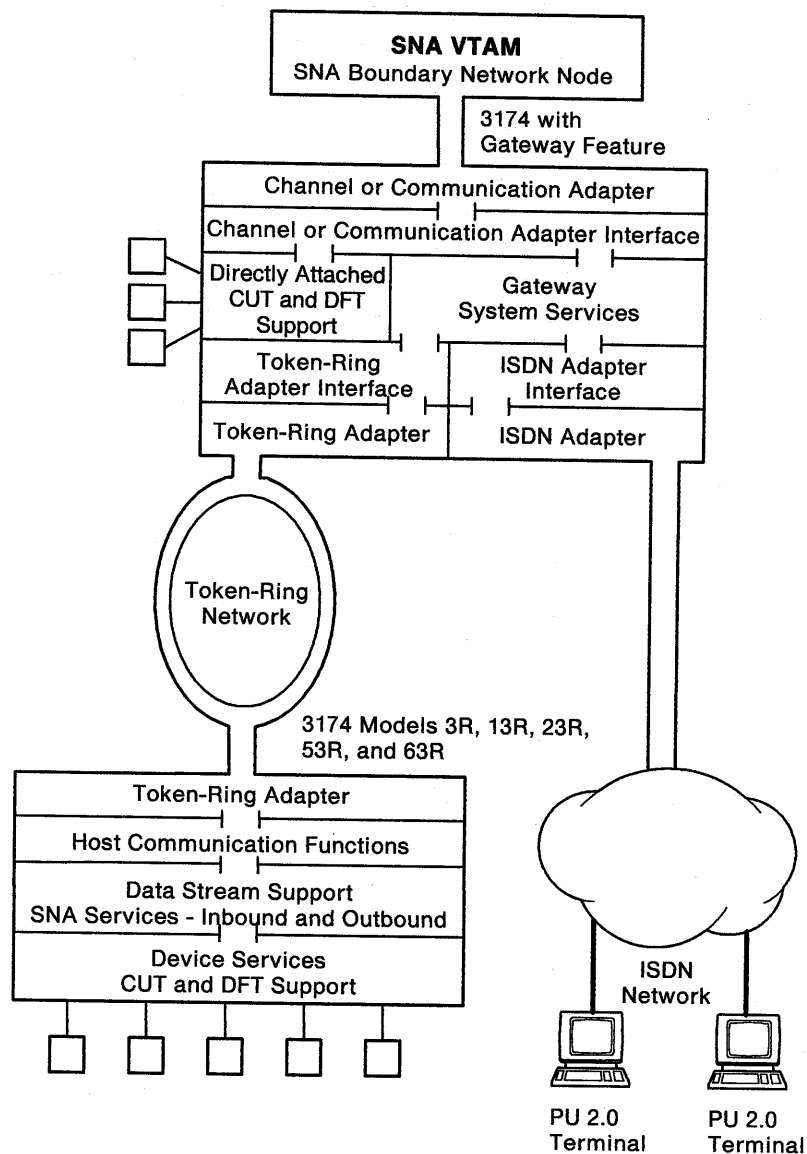 SNA VTAM
SNA Boundary Network Node
3174 with
Gateway Feature
Channel or Communication Adapter
Channel or Communication Adapter Interface
Directly Attached
CUT and DFT
Support
Gateway
System Services
Token-Ring
Adapter Interface
ISDN Adapter
Interface
Token-Ring Adapter
ISDN Adapter
Token-Ring
Network
3174 Models 3R, 13R, 23R,
53R, and 63R
Token-Ring Adapter
Host Communication Functions
Data Stream Support
SNA Services - Inbound and Outbound
Device Services
CUT and DFT Support
ISDN
Network
PU 2.0
Terminal
PU 2.0
Terminal